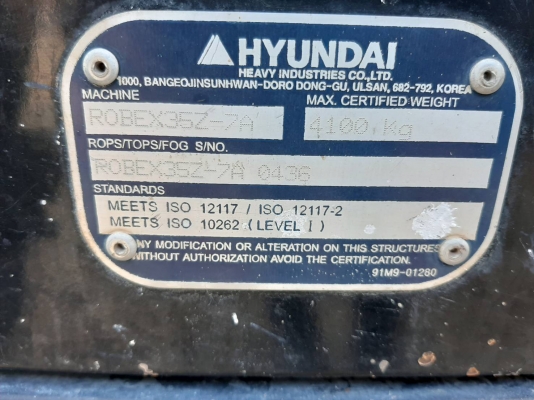 HYUNDAI
HEAVY INDUSTRIES CO., LTD.
1000, BANGEOJINSUNHWAN-DORO DONG-GU, ULSAN, 682-792, KOREA
MACHINE MAX. CERTIFIED WEIGHT
ROBEX35Z-7A 4100 Kg
ROPS/TOPS/FOG S/NO.
ROBEX35Z-7A 0436
STANDARDS
MEETS ISO 12117 / ISO 12117-2
MEETS ISO 10262 (LEVEL I)
ANY MODIFICATION OR ALTERATION ON THIS STRUCTURES
WITHOUT AUTHORIZATION AVOID THE CERTIFICATION.
91M9-01260